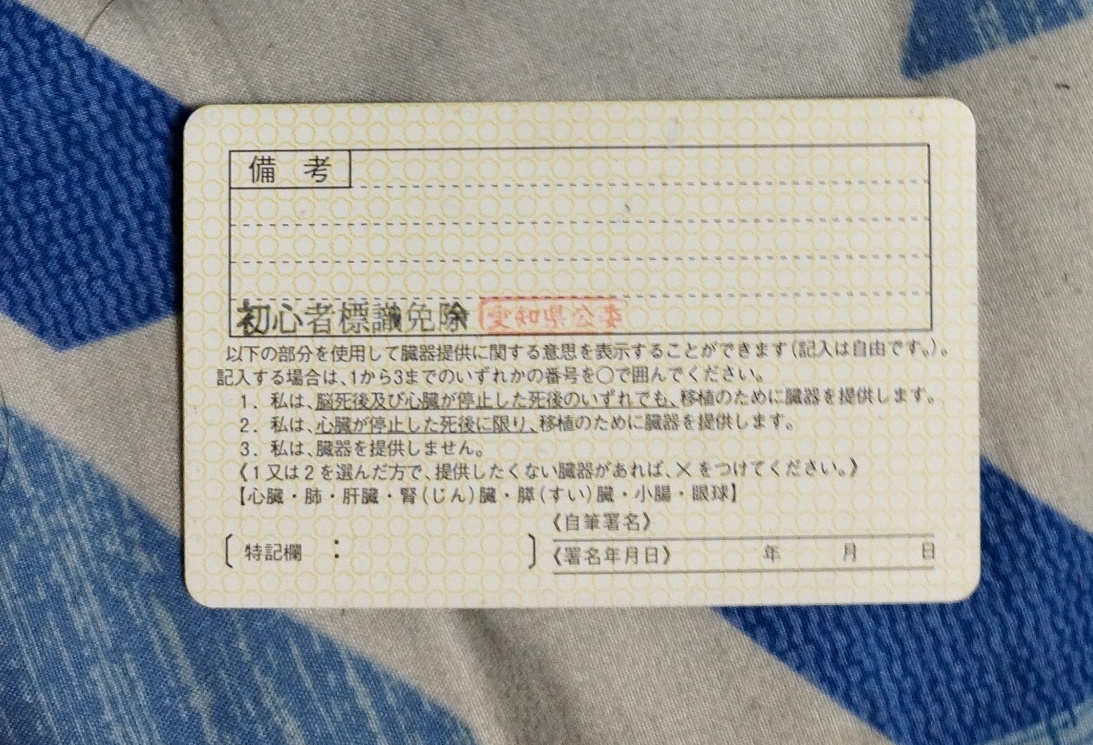 備考
初心者標識免除 愛知県公委
以下の部分を使用して臓器提供に関する意思を表示することができます(記入は自由です。)。
記入する場合は、1から3までのいずれかの番号を〇で囲んでください。
1. 私は、脳死後及び心臓が停止した死後のいずれでも、移植のために臓器を提供します。
2. 私は、心臓が停止した死後に限り、移植のために臓器を提供します。
3. 私は、臓器を提供しません。
《1又は2を選んだ方で、提供したくない臓器があれば、×をつけてください。》
【心臓・肺・肝臓・腎(じん)臓・膵(すい)臓・小腸・眼球】
《自筆署名》
〔特記欄 : 〕
《署名年月日》 年 月 日